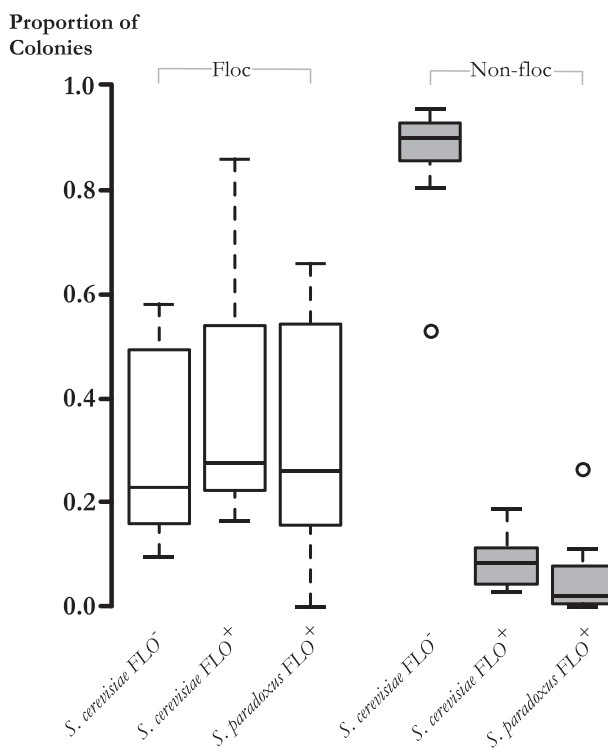 Proportion of
Colonies
Floc
Non-floc
1.0
0.8
0.6
0.4
0.2
0.0
S. cerevisiae FLO⁻
S. cerevisiae FLO⁺
S. paradoxus FLO⁺
S. cerevisiae FLO⁻
S. cerevisiae FLO⁺
S. paradoxus FLO⁺